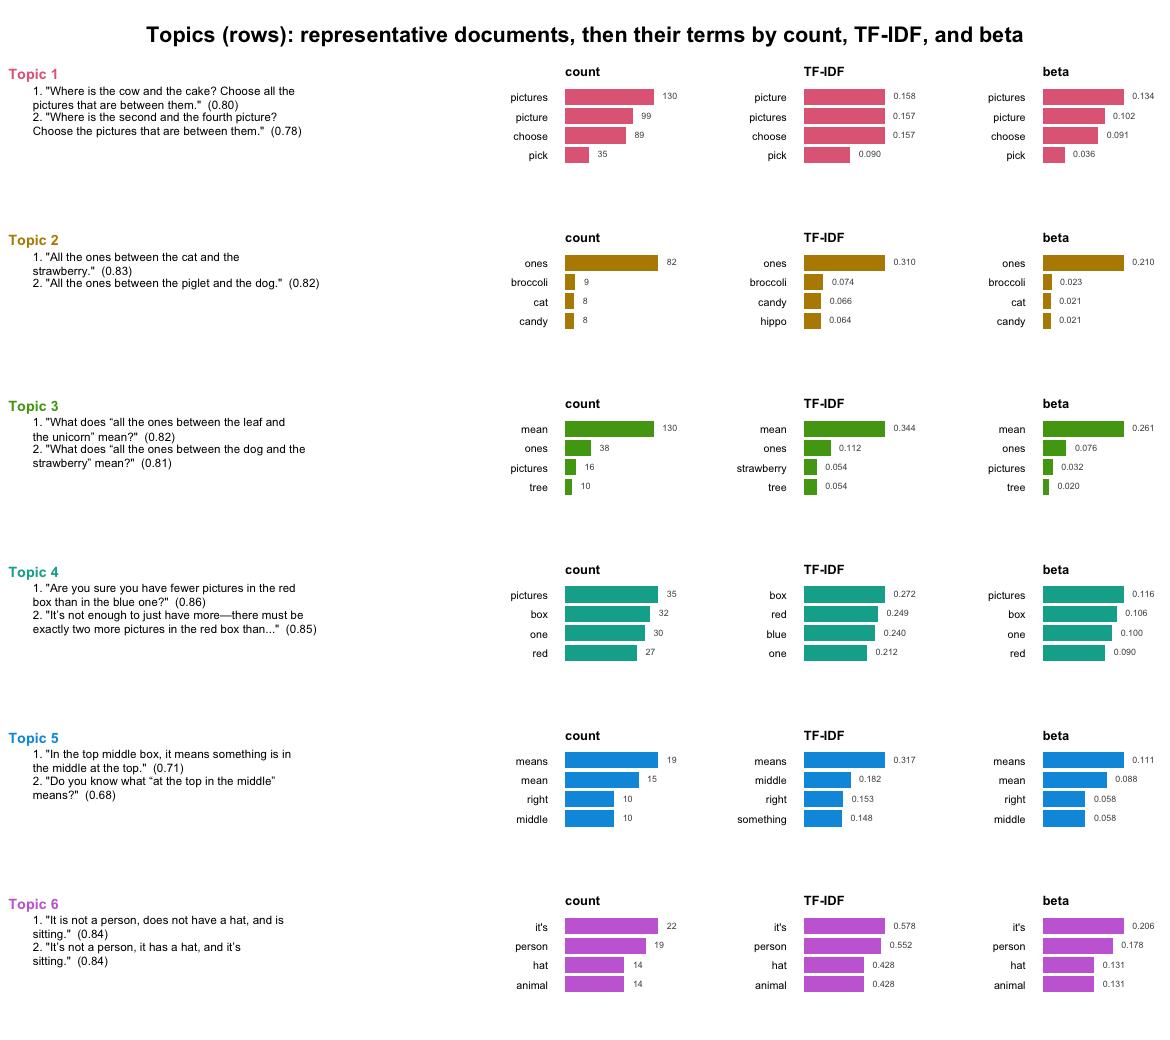 Topics (rows): representative documents, then their terms by count, TF-IDF, and beta
Topic 1
1. "Where is the cow and the cake? Choose all the
pictures that are between them."  (0.80)
2. "Where is the second and the fourth picture?
Choose the pictures that are between them."  (0.78)
count
pictures 130
picture 99
choose 89
pick 35
TF-IDF
picture 0.158
pictures 0.157
choose 0.157
pick 0.090
beta
pictures 0.134
picture 0.102
choose 0.091
pick 0.036
Topic 2
1. "All the ones between the cat and the
strawberry."  (0.83)
2. "All the ones between the piglet and the dog."  (0.82)
count
ones 82
broccoli 9
cat 8
candy 8
TF-IDF
ones 0.310
broccoli 0.074
candy 0.066
hippo 0.064
beta
ones 0.210
broccoli 0.023
cat 0.021
candy 0.021
Topic 3
1. "What does “all the ones between the leaf and
the unicorn” mean?"  (0.82)
2. "What does “all the ones between the dog and the
strawberry” mean?"  (0.81)
count
mean 130
ones 38
pictures 16
tree 10
TF-IDF
mean 0.344
ones 0.112
strawberry 0.054
tree 0.054
beta
mean 0.261
ones 0.076
pictures 0.032
tree 0.020
Topic 4
1. "Are you sure you have fewer pictures in the red
box than in the blue one?"  (0.86)
2. "It’s not enough to just have more—there must be
exactly two more pictures in the red box than..."  (0.85)
count
pictures 35
box 32
one 30
red 27
TF-IDF
box 0.272
red 0.249
blue 0.240
one 0.212
beta
pictures 0.116
box 0.106
one 0.100
red 0.090
Topic 5
1. "In the top middle box, it means something is in
the middle at the top."  (0.71)
2. "Do you know what “at the top in the middle”
means?"  (0.68)
count
means 19
mean 15
right 10
middle 10
TF-IDF
means 0.317
middle 0.182
right 0.153
something 0.148
beta
means 0.111
mean 0.088
right 0.058
middle 0.058
Topic 6
1. "It is not a person, does not have a hat, and is
sitting."  (0.84)
2. "It’s not a person, it has a hat, and it’s
sitting."  (0.84)
count
it's 22
person 19
hat 14
animal 14
TF-IDF
it's 0.578
person 0.552
hat 0.428
animal 0.428
beta
it's 0.206
person 0.178
hat 0.131
animal 0.131